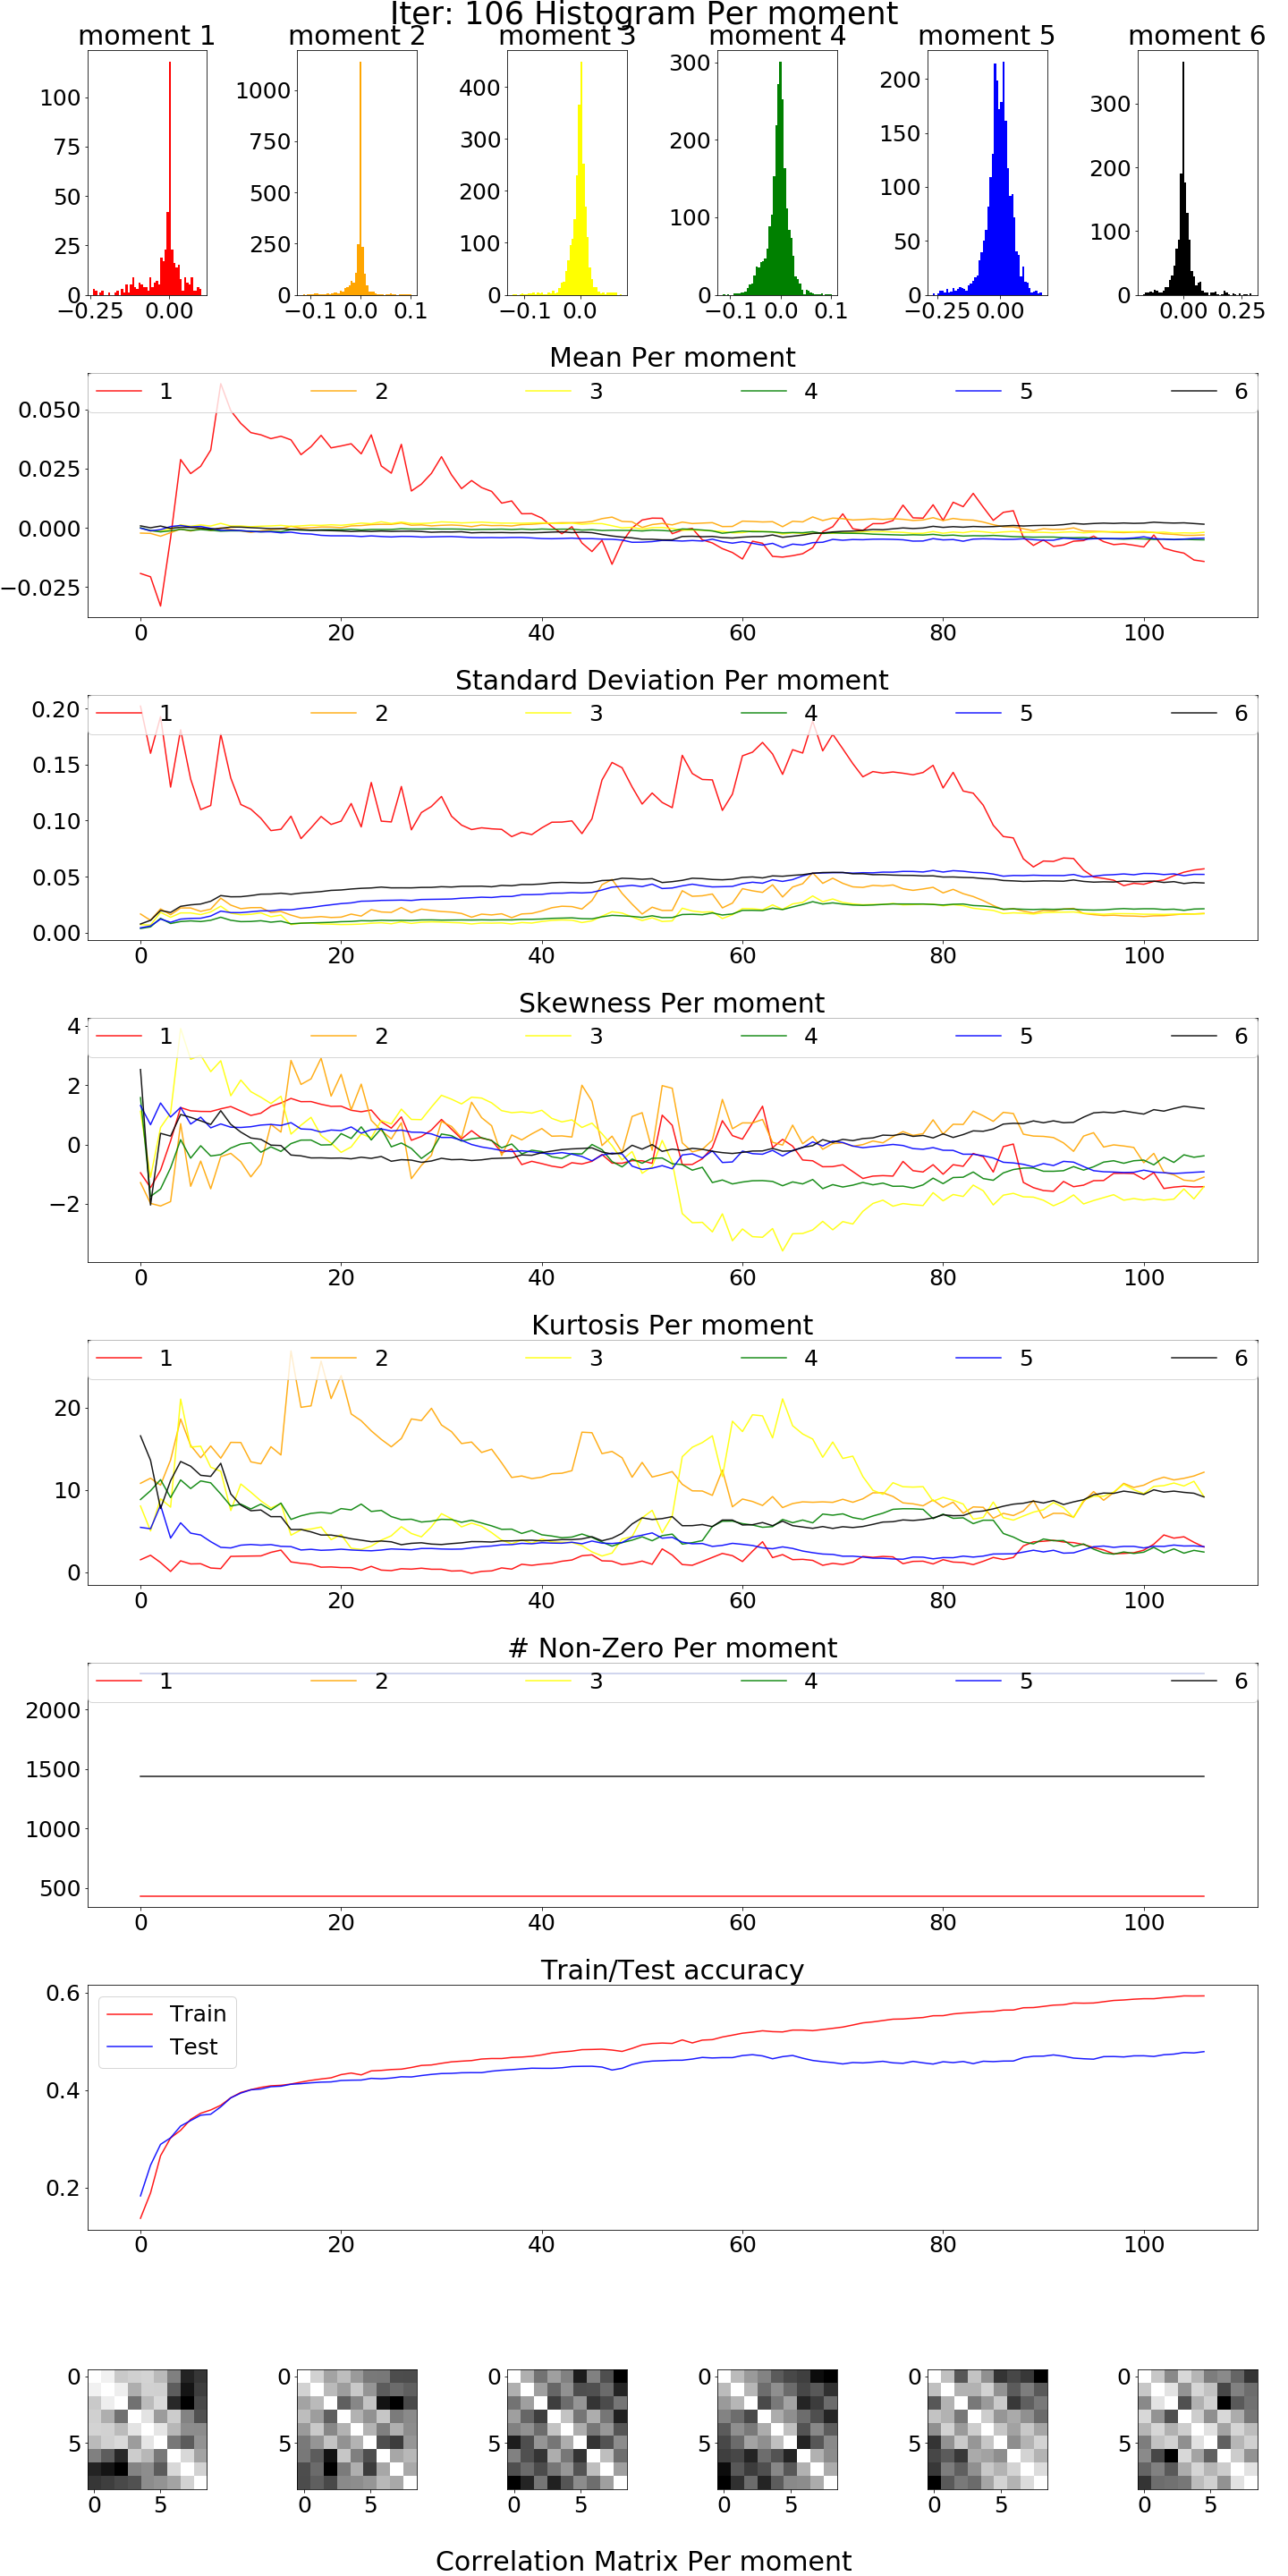 Iter: 106 Histogram Per moment
moment 1 moment 2 moment 3 moment 4 moment 5 moment 6
100 75 50 25 0
−0.25 0.00
1000 750 500 250 0
−0.1 0.0 0.1
400 300 200 100 0
−0.1 0.0
300 200 100 0
−0.1 0.0 0.1
200 150 100 50 0
−0.25 0.00
300 200 100 0
0.00 0.25
Mean Per moment
1 2 3 4 5 6
0.050
0.025
0.000
−0.025
0 20 40 60 80 100
Standard Deviation Per moment
1 2 3 4 5 6
0.20
0.15
0.10
0.05
0.00
0 20 40 60 80 100
Skewness Per moment
1 2 3 4 5 6
4
2
0
−2
0 20 40 60 80 100
Kurtosis Per moment
1 2 3 4 5 6
20
10
0
0 20 40 60 80 100
# Non-Zero Per moment
1 2 3 4 5 6
2000
1500
1000
500
0 20 40 60 80 100
Train/Test accuracy
Train
Test
0.6
0.4
0.2
0 20 40 60 80 100
0 0 0 0 0 0
5 5 5 5 5 5
0 5 0 5 0 5 0 5 0 5 0 5
Correlation Matrix Per moment